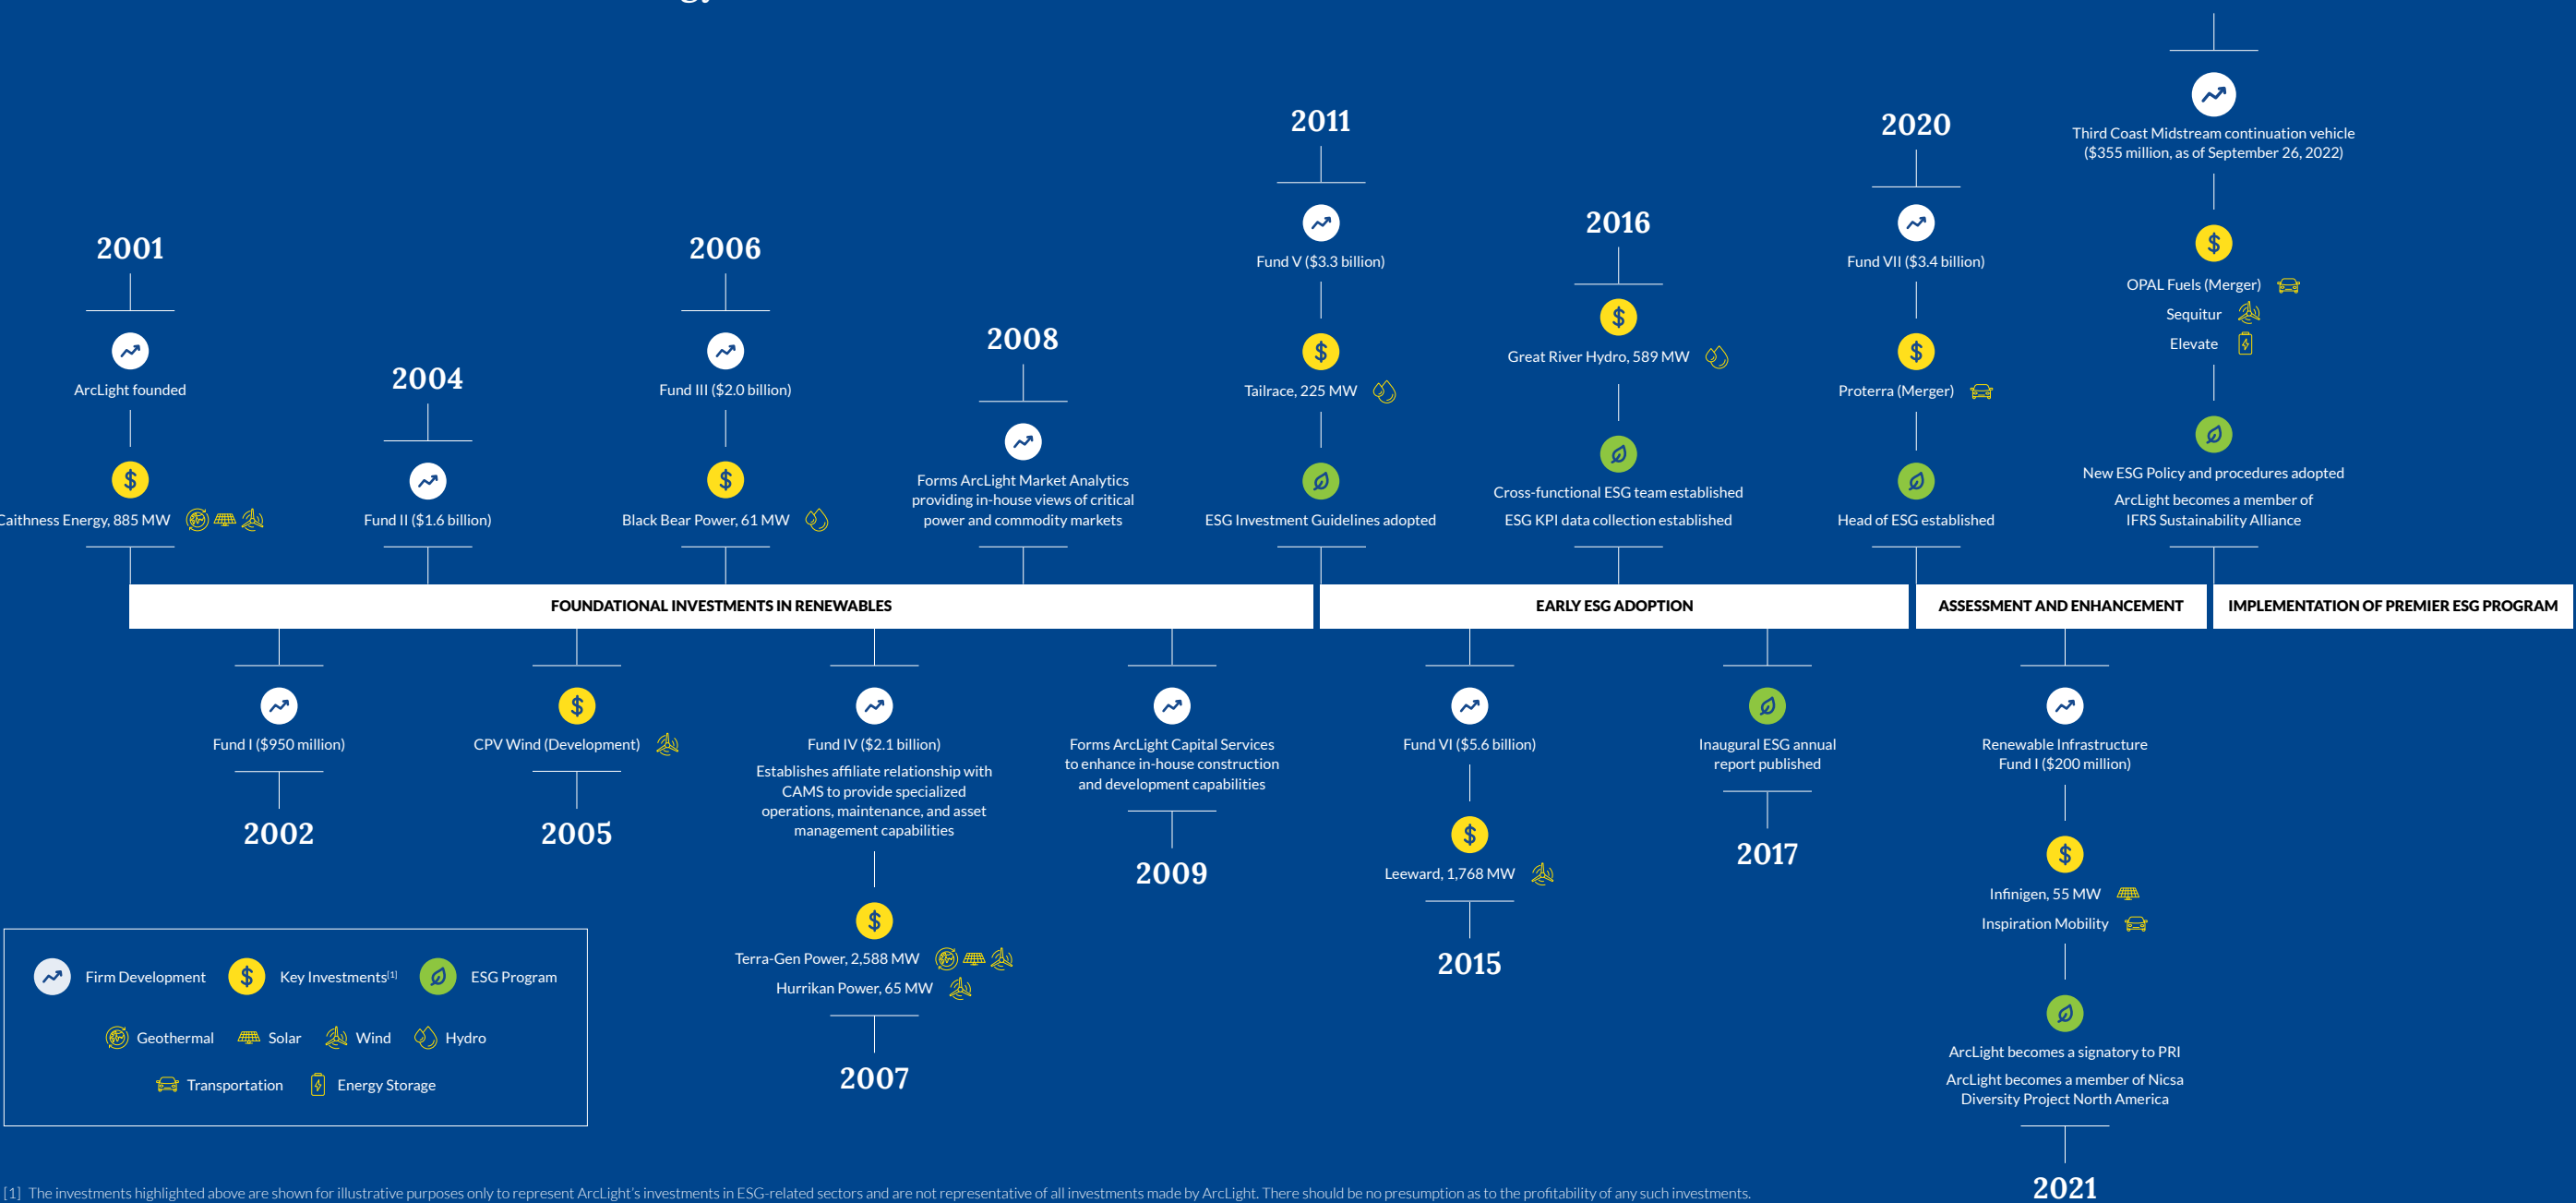 2001
ArcLight founded
Caithness Energy, 885 MW
2004
Fund II ($1.6 billion)
2006
Fund III ($2.0 billion)
Black Bear Power, 61 MW
2008
Forms ArcLight Market Analytics
providing in-house views of critical
power and commodity markets
2011
Fund V ($3.3 billion)
Tailrace, 225 MW
ESG Investment Guidelines adopted
2016
Great River Hydro, 589 MW
Cross-functional ESG team established
ESG KPI data collection established
2020
Fund VII ($3.4 billion)
Proterra (Merger)
Head of ESG established
Third Coast Midstream continuation vehicle
($355 million, as of September 26, 2022)
OPAL Fuels (Merger)
Sequitur
Elevate
New ESG Policy and procedures adopted
ArcLight becomes a member of
IFRS Sustainability Alliance
FOUNDATIONAL INVESTMENTS IN RENEWABLES
EARLY ESG ADOPTION
ASSESSMENT AND ENHANCEMENT
IMPLEMENTATION OF PREMIER ESG PROGRAM
Fund I ($950 million)
2002
CPV Wind (Development)
2005
Fund IV ($2.1 billion)
Establishes affiliate relationship with
CAMS to provide specialized
operations, maintenance, and asset
management capabilities
Terra-Gen Power, 2,588 MW
Hurrikan Power, 65 MW
2007
Forms ArcLight Capital Services
to enhance in-house construction
and development capabilities
2009
Fund VI ($5.6 billion)
Leeward, 1,768 MW
2015
Inaugural ESG annual
report published
2017
Renewable Infrastructure
Fund I ($200 million)
Infinigen, 55 MW
Inspiration Mobility
ArcLight becomes a signatory to PRI
ArcLight becomes a member of Nicsa
Diversity Project North America
2021
Firm Development
Key Investments[1]
ESG Program
Geothermal
Solar
Wind
Hydro
Transportation
Energy Storage
[1] The investments highlighted above are shown for illustrative purposes only to represent ArcLight's investments in ESG-related sectors and are not representative of all investments made by ArcLight. There should be no presumption as to the profitability of any such investments.